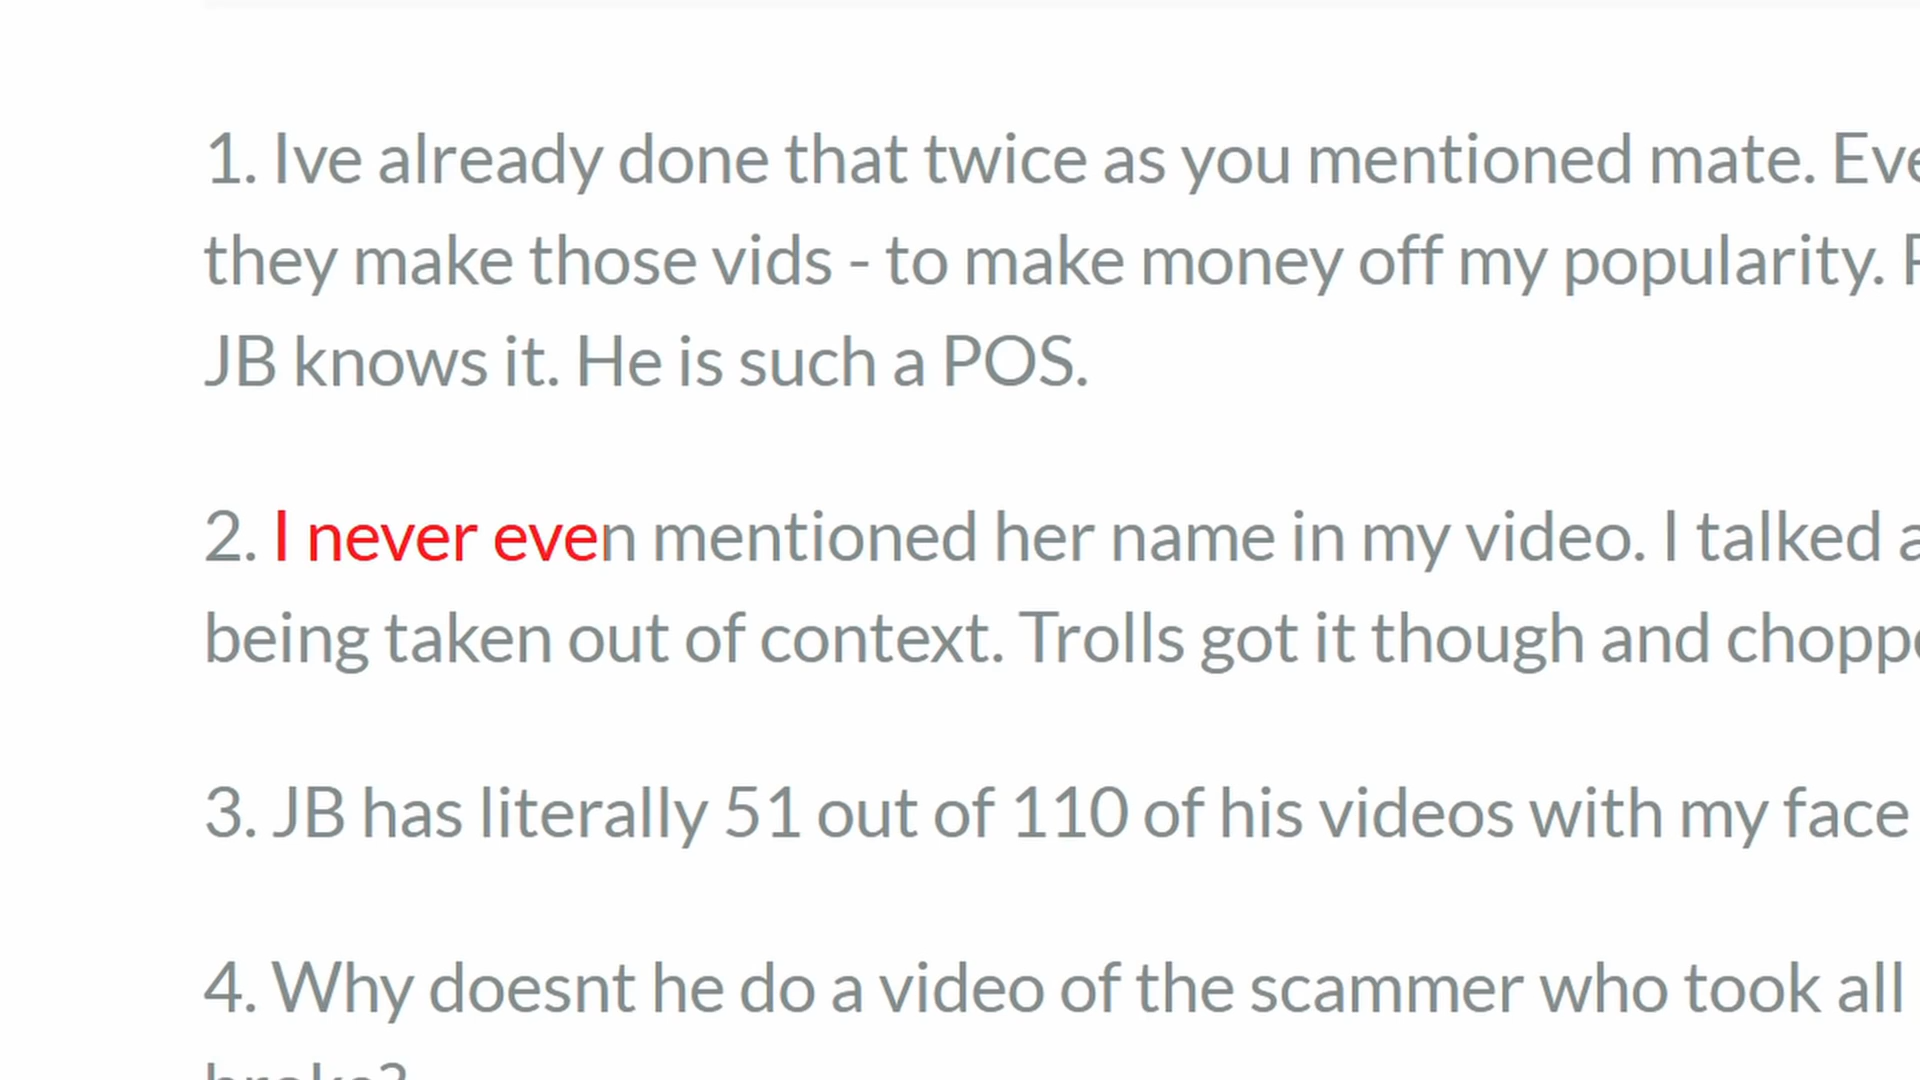 1. Ive already done that twice as you mentioned mate.
they make those vids - to make money off my popularity.
JB knows it. He is such a POS.
2. I never even mentioned her name in my video. I talked
being taken out of context. Trolls got it though and
3. JB has literally 51 out of 110 of his videos with my face
4. Why doesnt he do a video of the scammer who took all